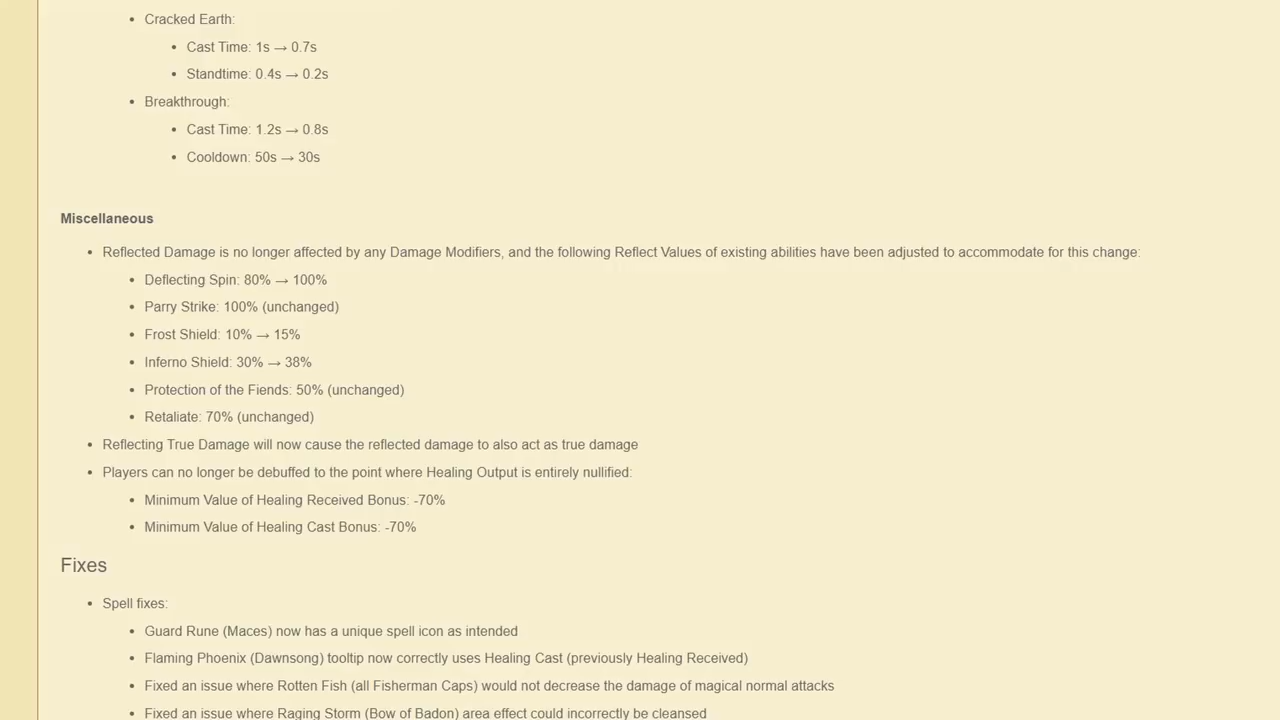 Cracked Earth:
Cast Time: 1s → 0.7s
Standtime: 0.4s → 0.2s
Breakthrough:
Cast Time: 1.2s → 0.8s
Cooldown: 50s → 30s
Miscellaneous
Reflected Damage is no longer affected by any Damage Modifiers, and the following Reflect Values of existing abilities have been adjusted to accommodate for this change:
Deflecting Spin: 80% → 100%
Parry Strike: 100% (unchanged)
Frost Shield: 10% → 15%
Inferno Shield: 30% → 38%
Protection of the Fiends: 50% (unchanged)
Retaliate: 70% (unchanged)
Reflecting True Damage will now cause the reflected damage to also act as true damage
Players can no longer be debuffed to the point where Healing Output is entirely nullified:
Minimum Value of Healing Received Bonus: -70%
Minimum Value of Healing Cast Bonus: -70%
Fixes
Spell fixes:
Guard Rune (Maces) now has a unique spell icon as intended
Flaming Phoenix (Dawnsong) tooltip now correctly uses Healing Cast (previously Healing Received)
Fixed an issue where Rotten Fish (all Fisherman Caps) would not decrease the damage of magical normal attacks
Fixed an issue where Raging Storm (Bow of Badon) area effect could incorrectly be cleansed